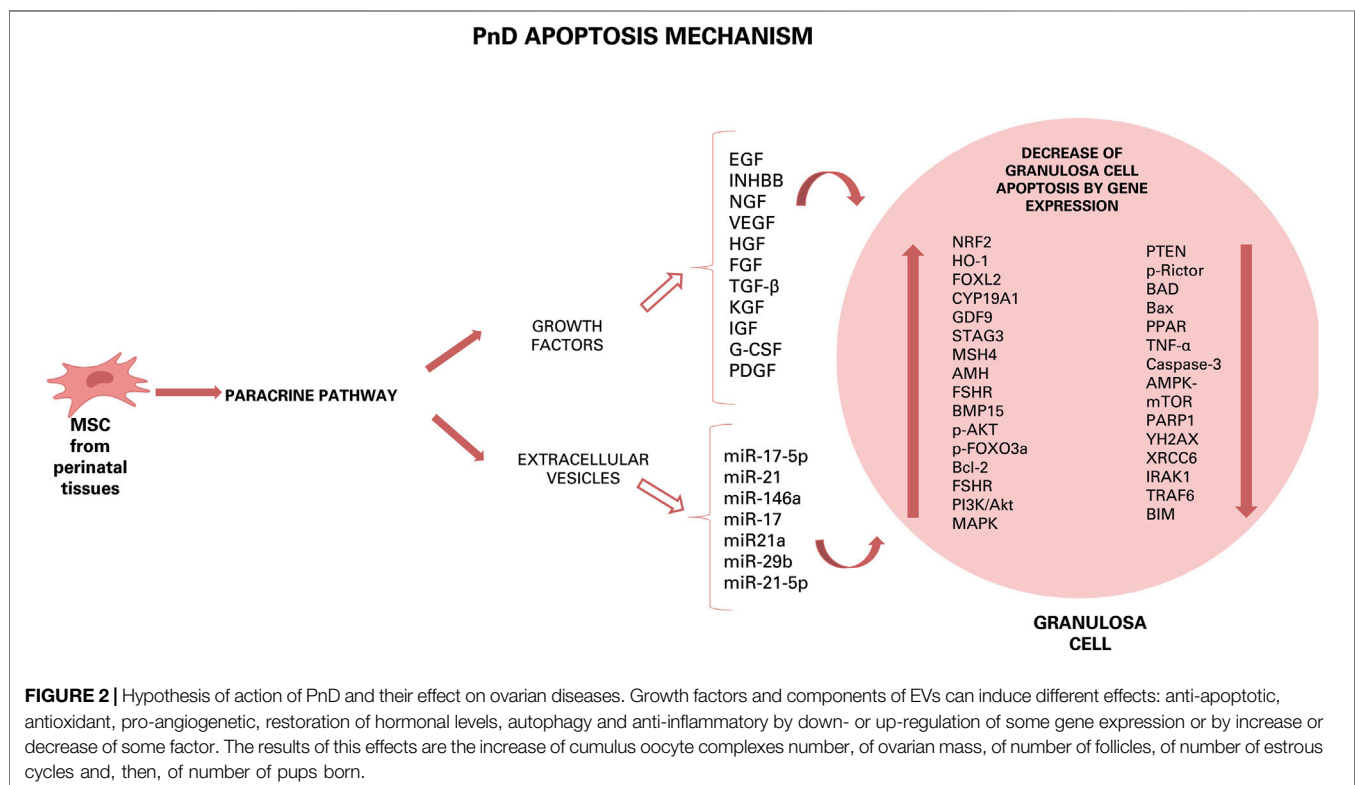 PnD APOPTOSIS MECHANISM
MSC
from
perinatal
tissues
PARACRINE PATHWAY
GROWTH
FACTORS
EXTRACELLULAR
VESICLES
EGF
INHBB
NGF
VEGF
HGF
FGF
TGF-β
KGF
IGF
G-CSF
PDGF
miR-17-5p
miR-21
miR-146a
miR-17
miR21a
miR-29b
miR-21-5p
DECREASE OF
GRANULOSA CELL
APOPTOSIS BY GENE
EXPRESSION
NRF2
HO-1
FOXL2
CYP19A1
GDF9
STAG3
MSH4
AMH
FSHR
BMP15
p-AKT
p-FOXO3a
Bcl-2
FSHR
PI3K/Akt
MAPK
PTEN
p-Rictor
BAD
Bax
PPAR
TNF-α
Caspase-3
AMPK-
mTOR
PARP1
YH2AX
XRCC6
IRAK1
TRAF6
BIM
GRANULOSA
CELL
FIGURE 2 | Hypothesis of action of PnD and their effect on ovarian diseases. Growth factors and components of EVs can induce different effects: anti-apoptotic,
antioxidant, pro-angiogenetic, restoration of hormonal levels, autophagy and anti-inflammatory by down- or up-regulation of some gene expression or by increase or
decrease of some factor. The results of this effects are the increase of cumulus oocyte complexes number, of ovarian mass, of number of follicles, of number of estrous
cycles and, then, of number of pups born.